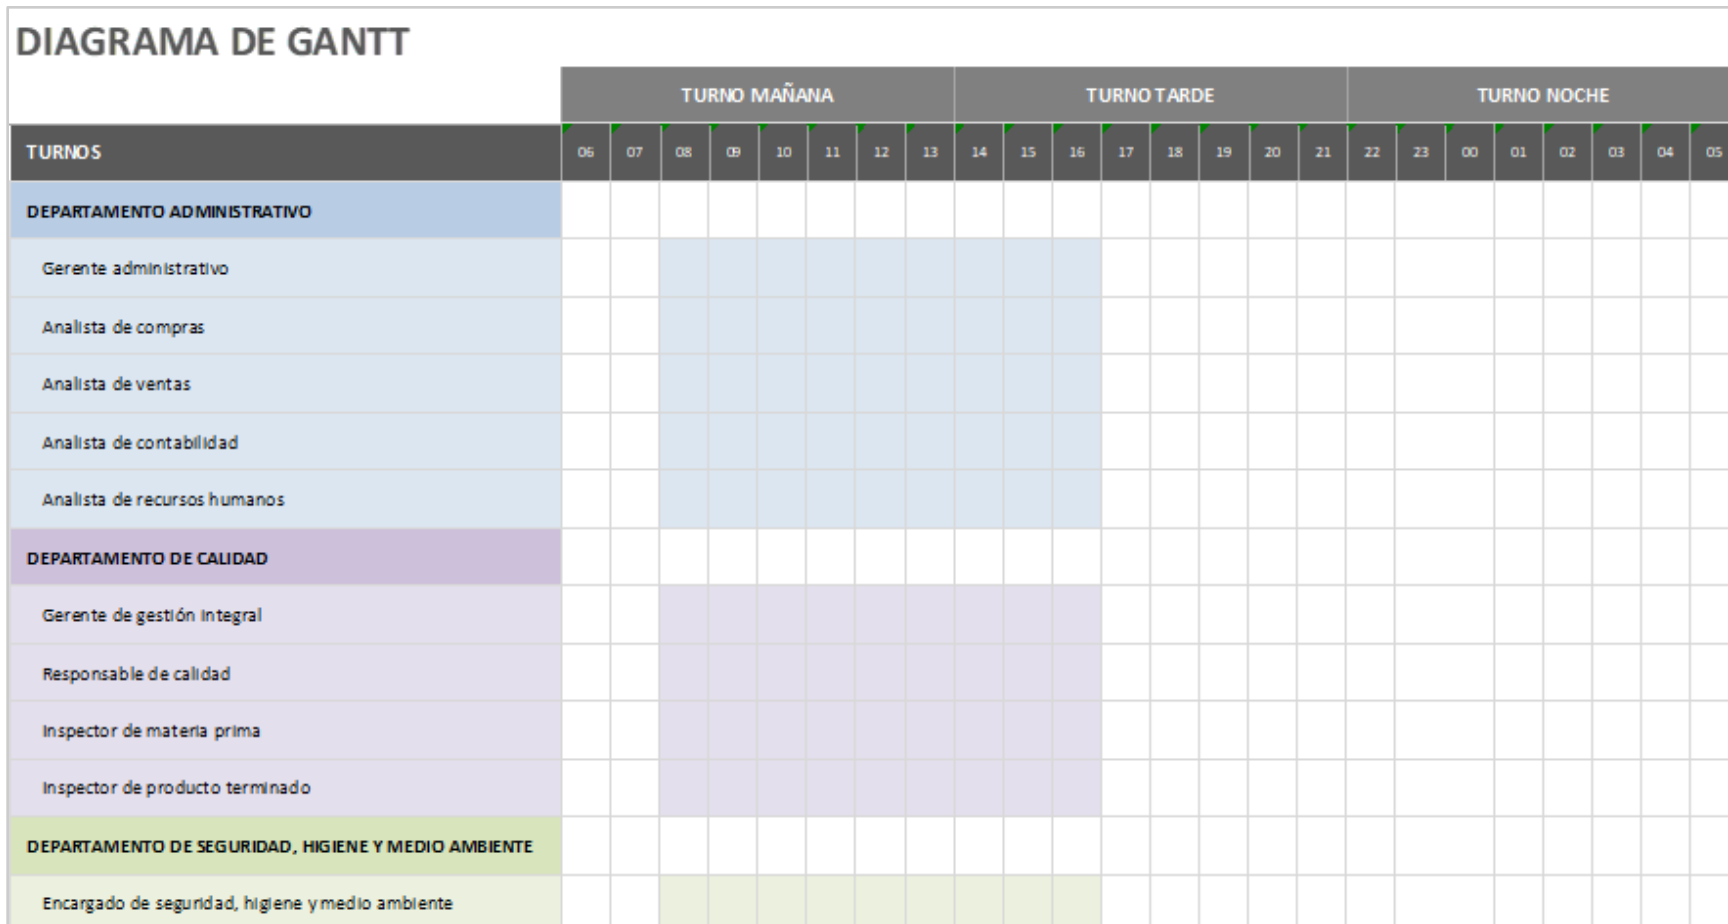 DIAGRAMA DE GANTT
TURNO MAÑANA TURNO TARDE TURNO NOCHE
TURNOS 06 07 08 09 10 11 12 13 14 15 16 17 18 19 20 21 22 23 00 01 02 03 04 05
DEPARTAMENTO ADMINISTRATIVO
Gerente administrativo
Analista de compras
Analista de ventas
Analista de contabilidad
Analista de recursos humanos
DEPARTAMENTO DE CALIDAD
Gerente de gestión integral
Responsable de calidad
Inspector de materia prima
Inspector de producto terminado
DEPARTAMENTO DE SEGURIDAD, HIGIENE Y MEDIO AMBIENTE
Encargado de seguridad, higiene y medio ambiente